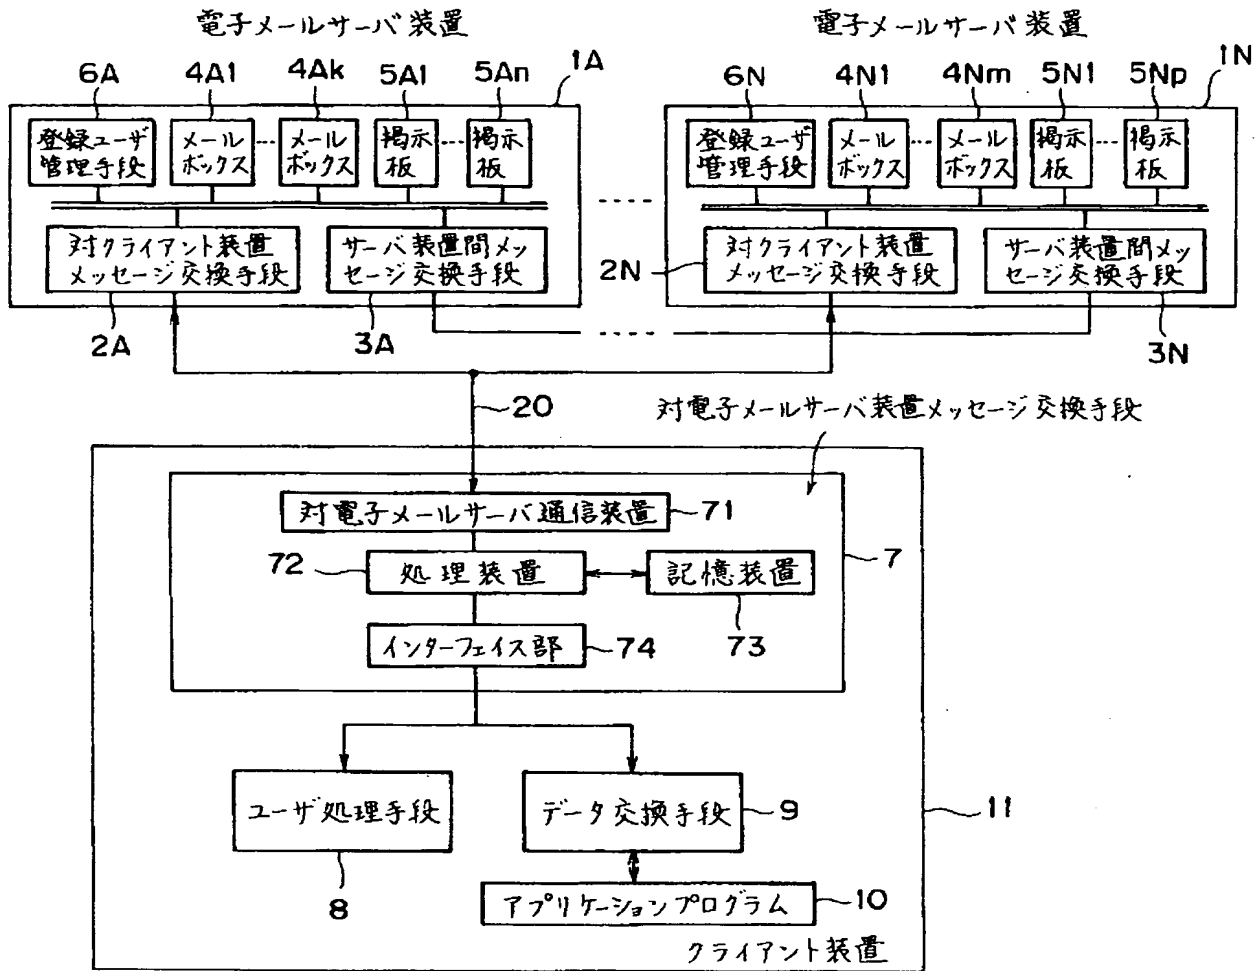 電子メールサーバ装置
電子メールサーバ装置
6A 4A1 4Ak 5A1 5An 1A
6N 4N1 4Nm 5N1 5Np 1N
登録ユーザ
管理手段
メール
ボックス
...
メール
ボックス
掲示
板
...
掲示
板
登録ユーザ
管理手段
メール
ボックス
...
メール
ボックス
掲示
板
...
掲示
板
対クライアント装置
メッセージ交換手段
サーバ装置間メッ
セージ交換手段
2N
対クライアント装置
メッセージ交換手段
サーバ装置間メッ
セージ交換手段
2A
3A
3N
20
対電子メールサーバ装置メッセージ交換手段
対電子メールサーバ通信装置
71
72
処理装置
記憶装置
7
73
インターフェイス部
74
ユーザ処理手段
データ交換手段
9
11
8
アプリケーションプログラム
10
クライアント装置